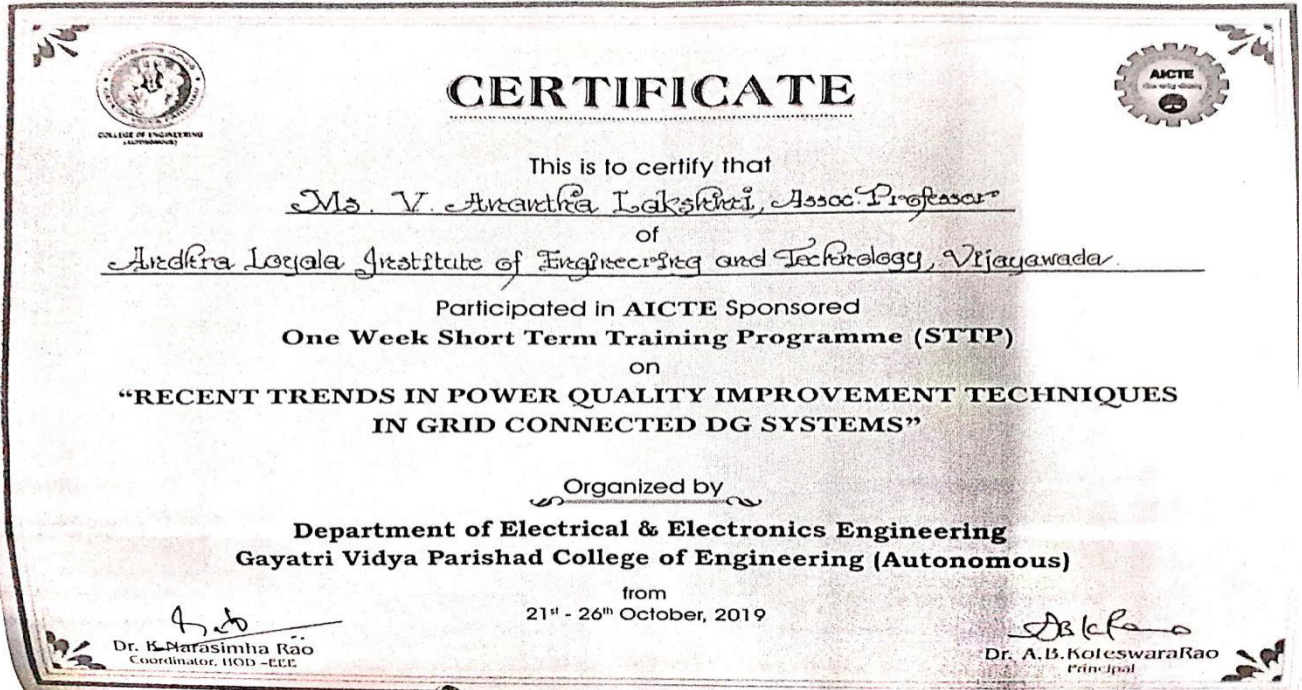 COLLEGE OF ENGINEERING
(AUTONOMOUS)
AICTE
CERTIFICATE
This is to certify that
Ms. V. Anantha Lakshmi, Assoc. Professor
of
Andhra Loyala Institute of Engineering and Technology, Vijayawada.
Participated in AICTE Sponsored
One Week Short Term Training Programme (STTP)
on
“RECENT TRENDS IN POWER QUALITY IMPROVEMENT TECHNIQUES
IN GRID CONNECTED DG SYSTEMS”
Organized by
Department of Electrical & Electronics Engineering
Gayatri Vidya Parishad College of Engineering (Autonomous)
from
21st - 26th October, 2019
Dr. K. Narasimha Rao
Coordinator, HOD -EEE
Dr. A.B.KoteswaraRao
Principal